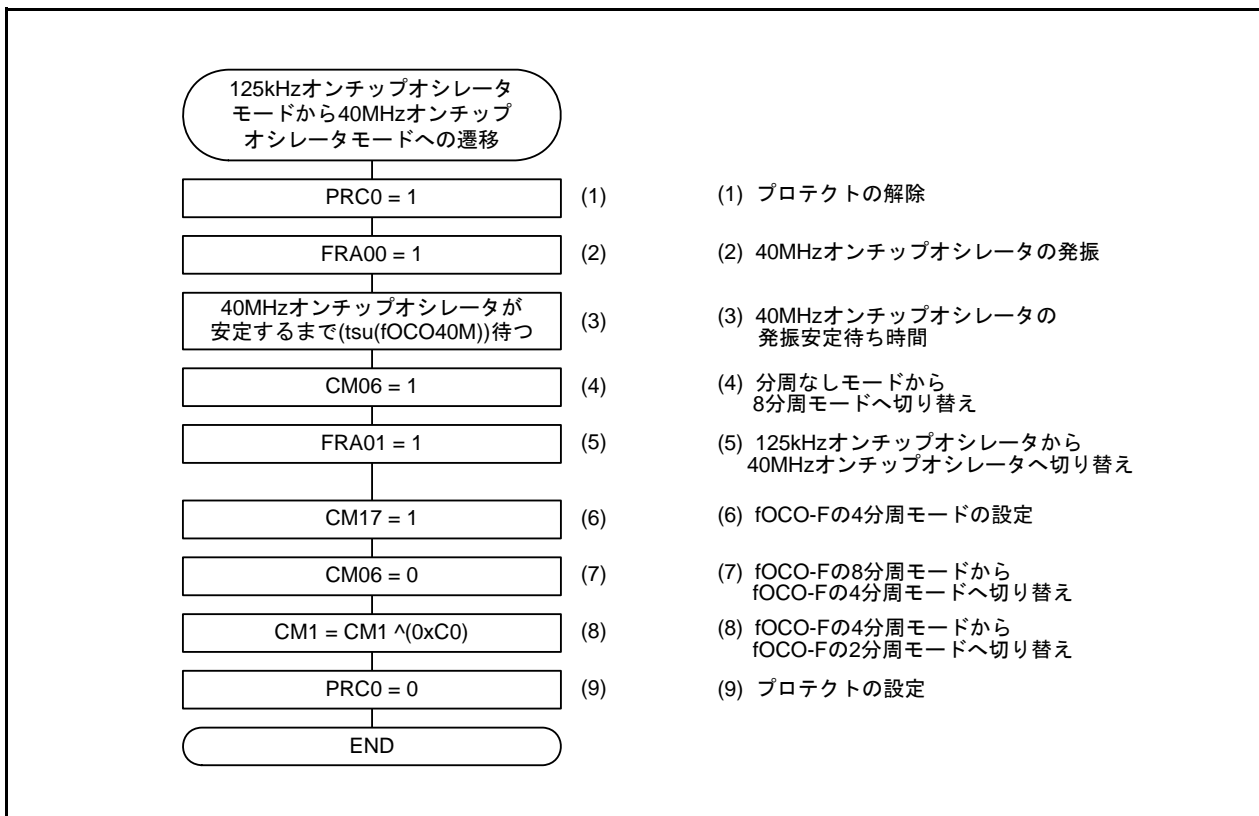 125kHzオンチップオシレータ
モードから40MHzオンチップ
オシレータモードへの遷移
PRC0 = 1
(1)
(1) プロテクトの解除
FRA00 = 1
(2)
(2) 40MHzオンチップオシレータの発振
40MHzオンチップオシレータが
安定するまで(tsu(fOCO40M))待つ
(3)
(3) 40MHzオンチップオシレータの
発振安定待ち時間
CM06 = 1
(4)
(4) 分周なしモードから
8分周モードへ切り替え
FRA01 = 1
(5)
(5) 125kHzオンチップオシレータから
40MHzオンチップオシレータへ切り替え
CM17 = 1
(6)
(6) fOCO-Fの4分周モードの設定
CM06 = 0
(7)
(7) fOCO-Fの8分周モードから
fOCO-Fの4分周モードへ切り替え
CM1 = CM1 ^(0xC0)
(8)
(8) fOCO-Fの4分周モードから
fOCO-Fの2分周モードへ切り替え
PRC0 = 0
(9)
(9) プロテクトの設定
END